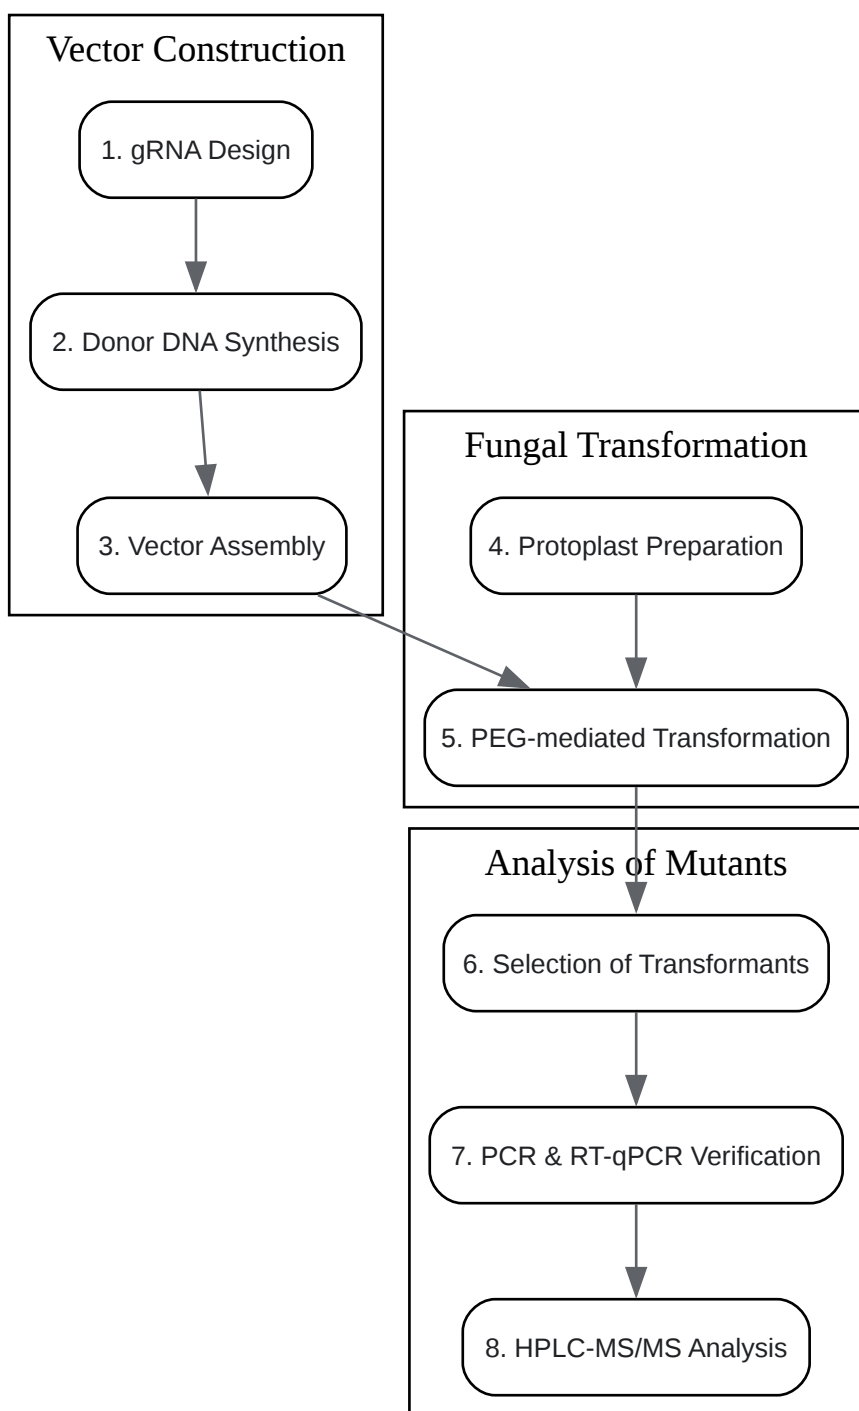 Vector Construction
1. gRNA Design
2. Donor DNA Synthesis
3. Vector Assembly
Fungal Transformation
4. Protoplast Preparation
5. PEG-mediated Transformation
Analysis of Mutants
6. Selection of Transformants
7. PCR & RT-qPCR Verification
8. HPLC-MS/MS Analysis